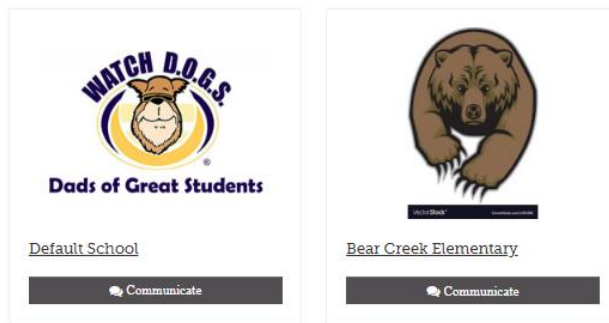 WATCH D.O.G.S.
®
Dads of Great Students
Default School
Communicate
VectorStock®
Bear Creek Elementary
Communicate